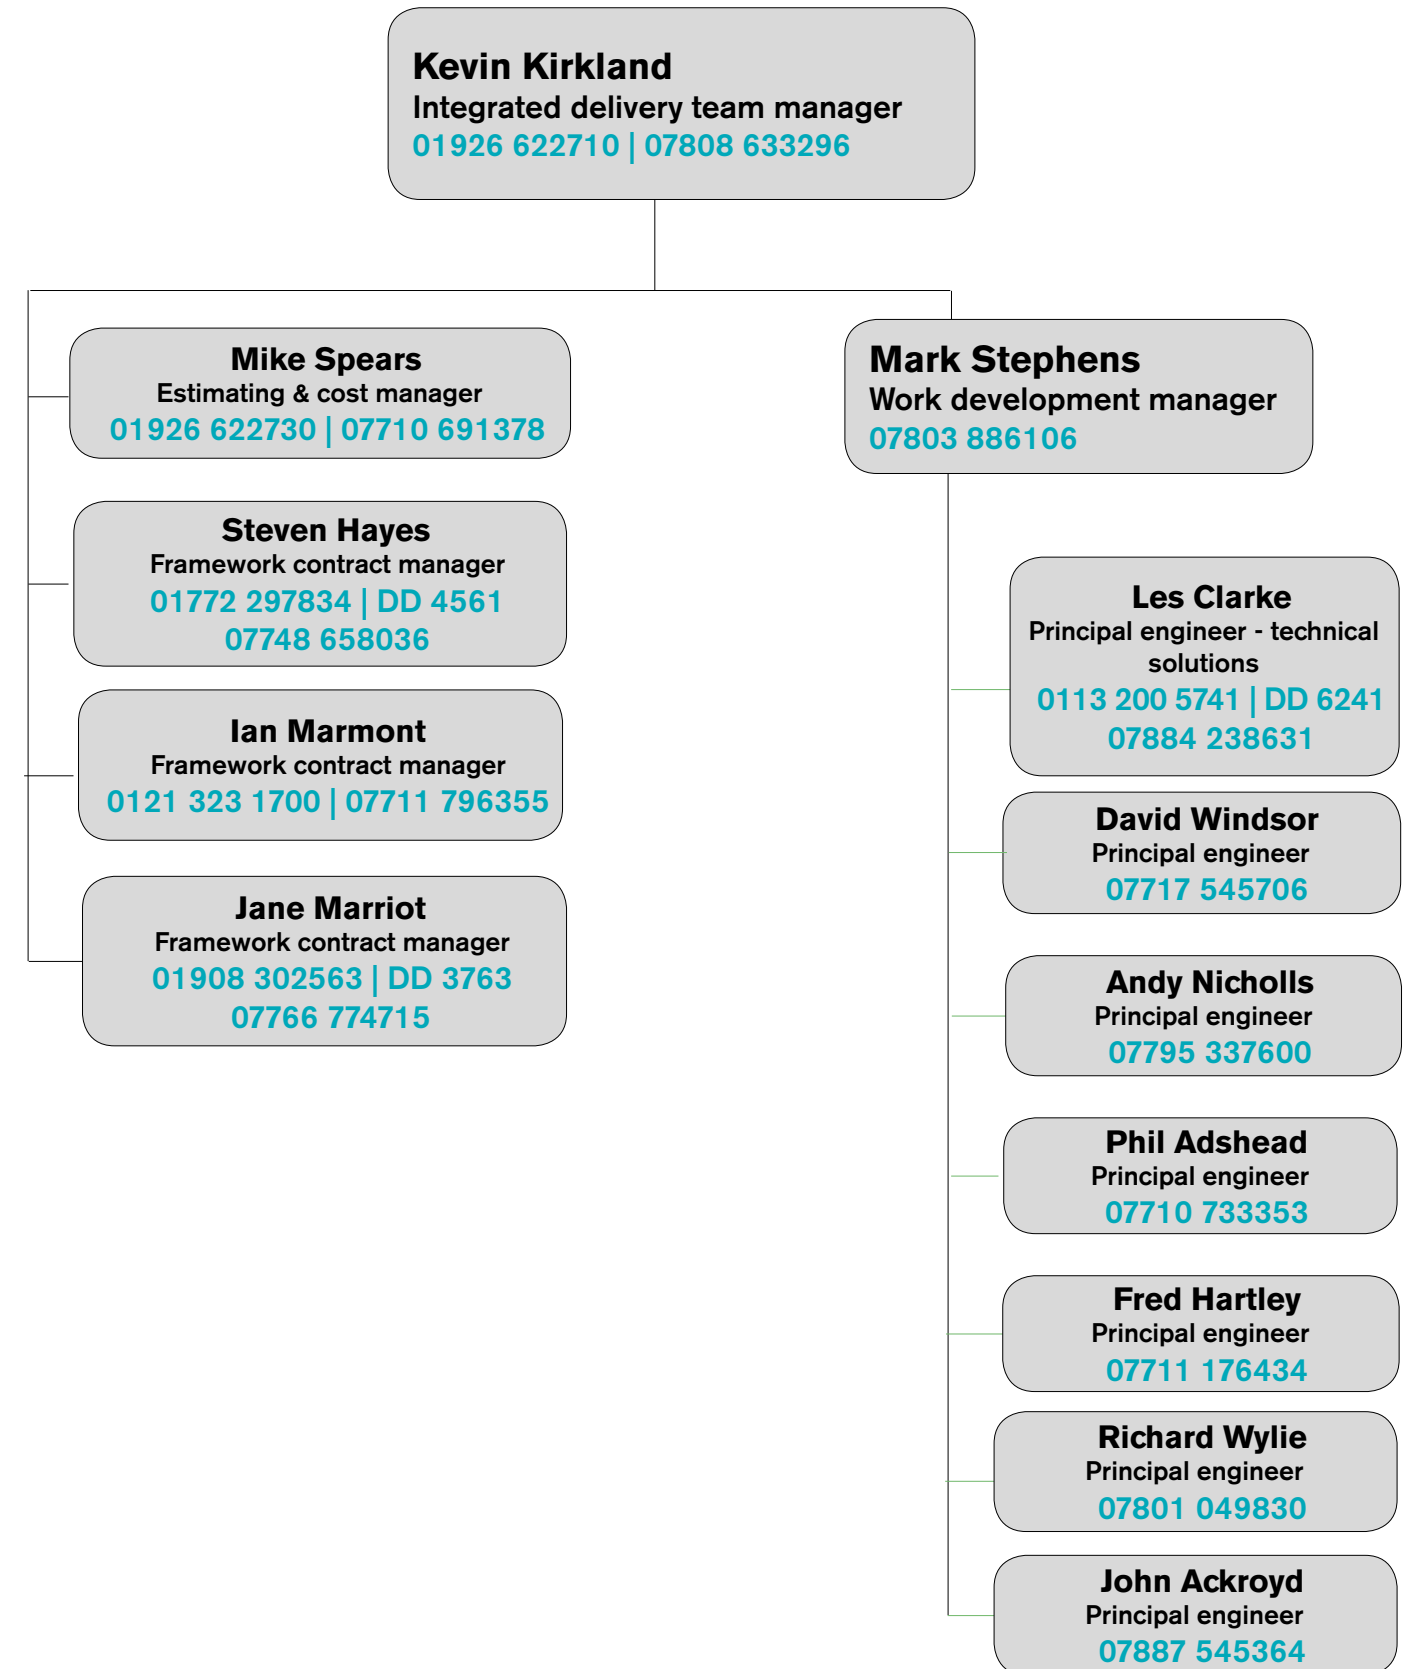 Kevin Kirkland
Integrated delivery team manager
01926 622710 | 07808 633296
Mike Spears
Estimating & cost manager
01926 622730 | 07710 691378
Steven Hayes
Framework contract manager
01772 297834 | DD 4561
07748 658036
Ian Marmont
Framework contract manager
0121 323 1700 | 07711 796355
Jane Marriot
Framework contract manager
01908 302563 | DD 3763
07766 774715
Mark Stephens
Work development manager
07803 886106
Les Clarke
Principal engineer - technical
solutions
0113 200 5741 | DD 6241
07884 238631
David Windsor
Principal engineer
07717 545706
Andy Nicholls
Principal engineer
07795 337600
Phil Adshead
Principal engineer
07710 733353
Fred Hartley
Principal engineer
07711 176434
Richard Wylie
Principal engineer
07801 049830
John Ackroyd
Principal engineer
07887 545364